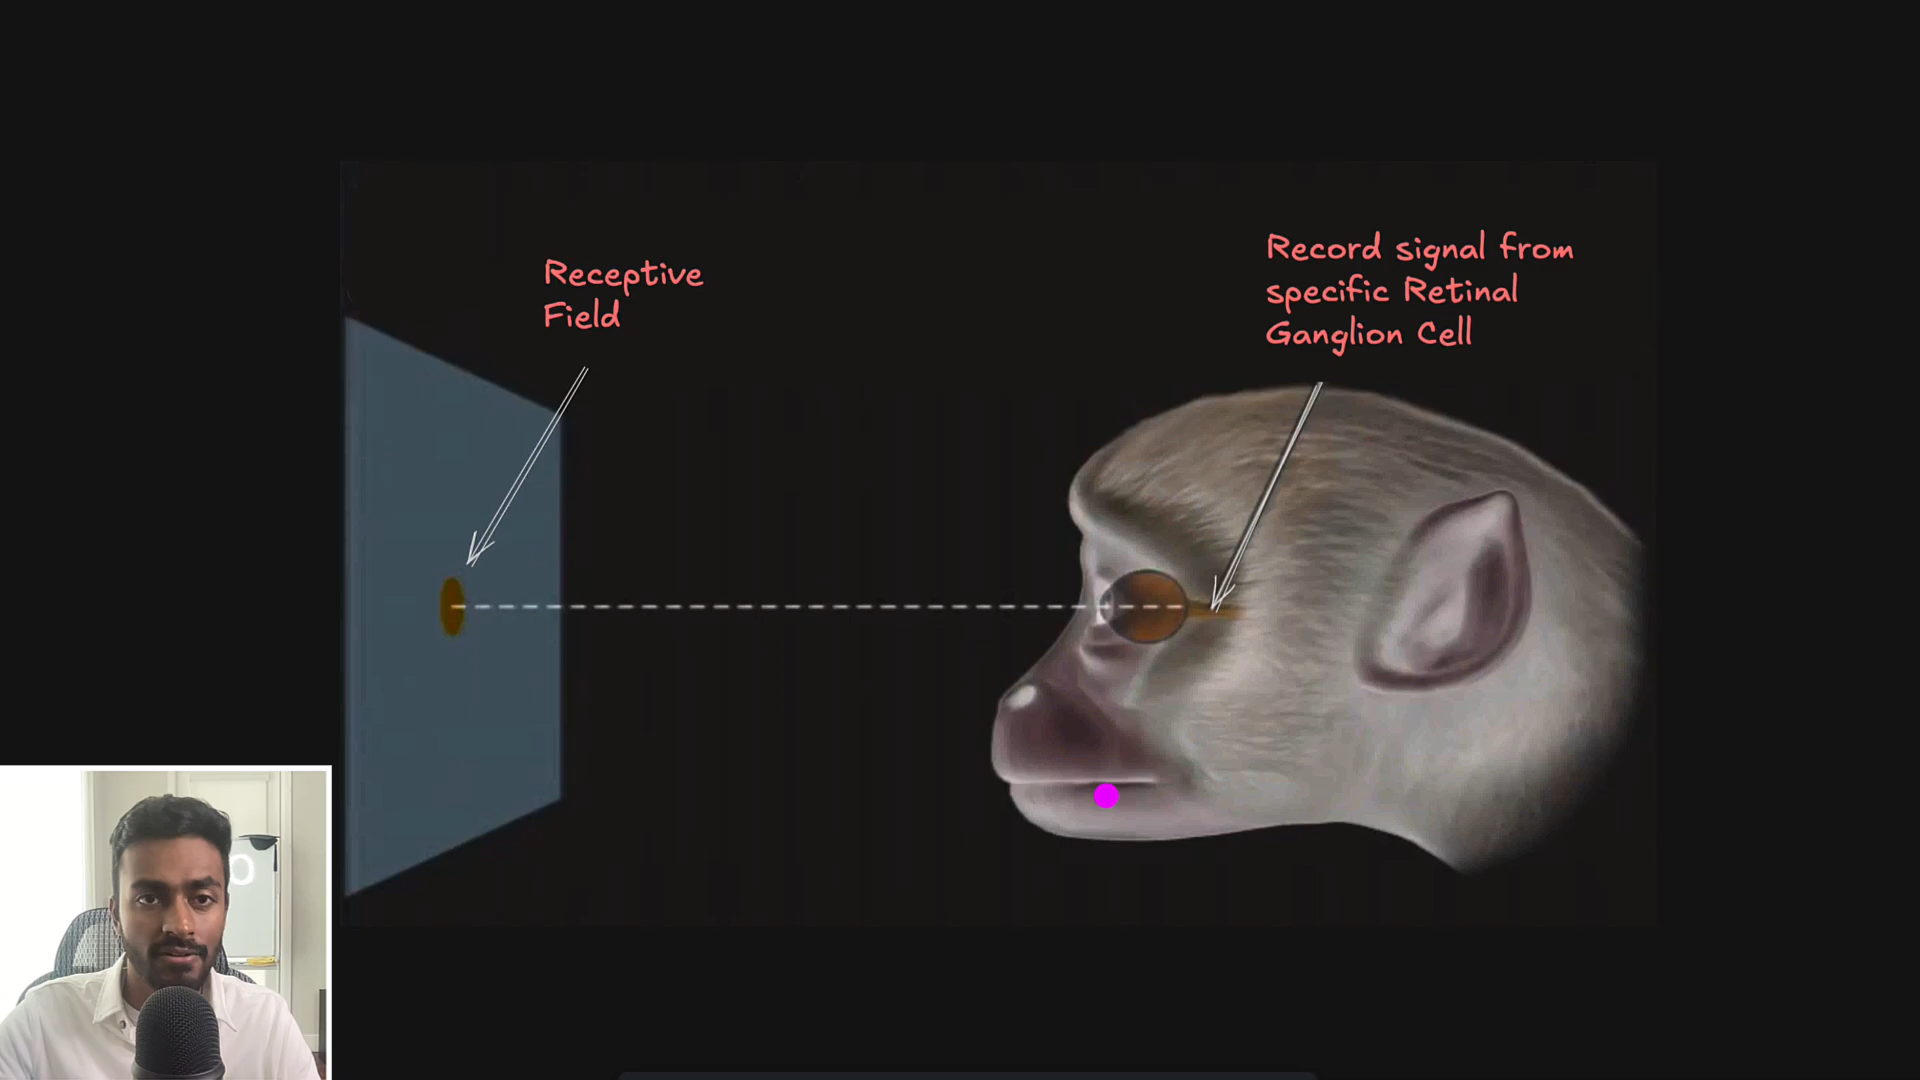 Receptive
Field
Record signal from
specific Retinal
Ganglion Cell